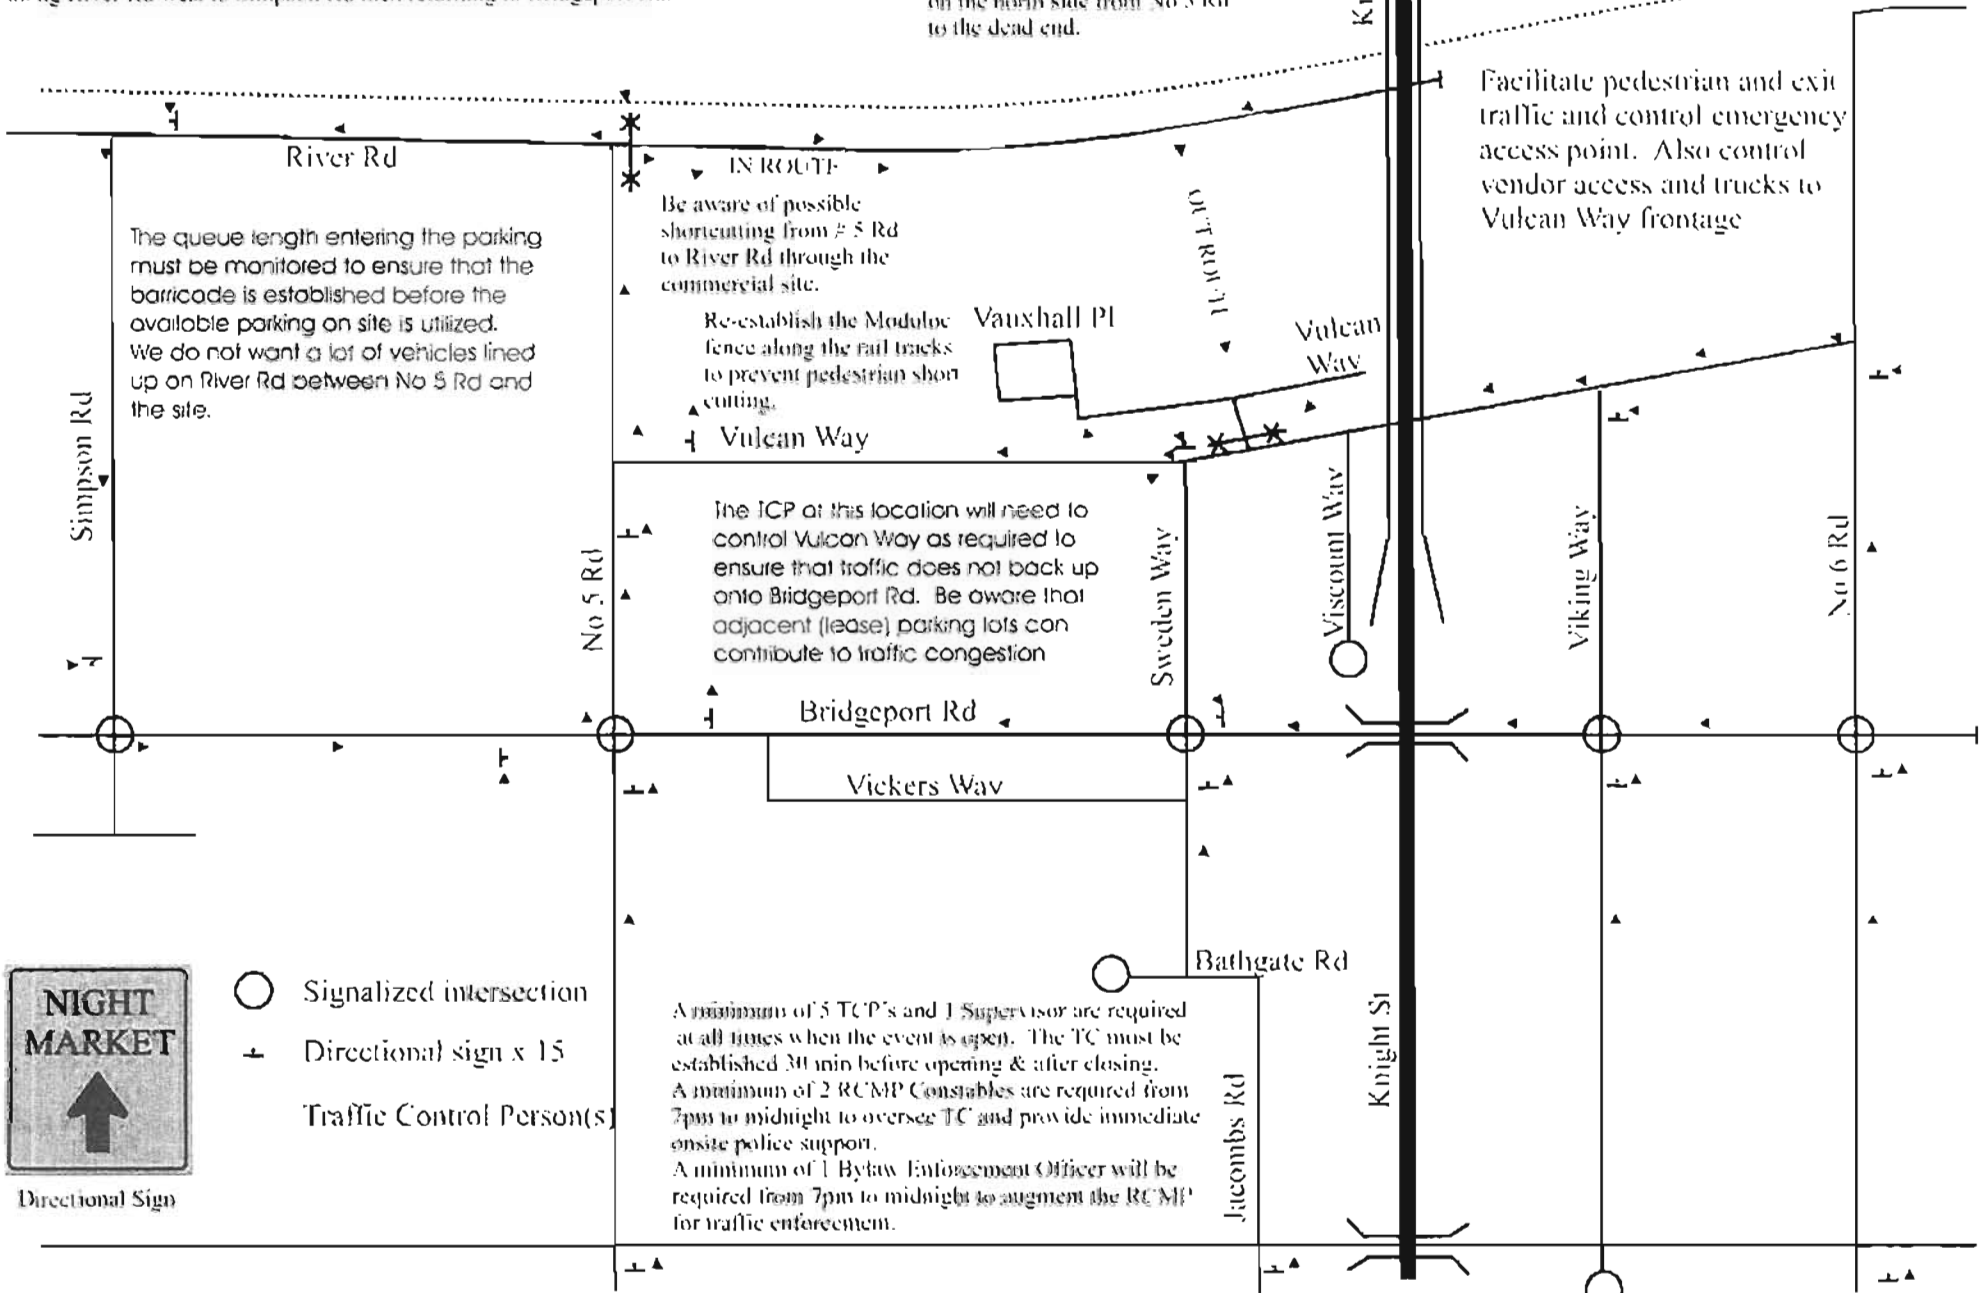 to the dead end.
Facilitate pedestrian and exit
traffic and control emergency
access point. Also control
vendor access and trucks to
Vulcan Way frontage
River Rd
IN ROUTE
Be aware of possible
shortcutting from # 5 Rd
to River Rd through the
commercial site.
OUT ROUTE
The queue length entering the parking
must be monitored to ensure that the
barricade is established before the
available parking on site is utilized.
We do not want a lot of vehicles lined
up on River Rd between No 5 Rd and
the site.
Re-establish the Moduloc
fence along the rail tracks
to prevent pedestrian short
cutting.
Vauxhall Pl
Vulcan
Way
Simpson Rd
Vulcan Way
The TCP at this location will need to
control Vulcan Way as required to
ensure that traffic does not back up
onto Bridgeport Rd. Be aware that
adjacent (lease) parking lots can
contribute to traffic congestion
No 5 Rd
Sweden Way
Viscount Way
Viking Way
No 6 Rd
Bridgeport Rd
Vickers Way
Bathgate Rd
NIGHT
MARKET
Directional Sign
Signalized intersection
Directional sign x 15
Traffic Control Person(s)
A minimum of 5 TCP's and 1 Supervisor are required
at all times when the event is open. The TC must be
established 30 min before opening & after closing.
A minimum of 2 RCMP Constables are required from
7pm to midnight to oversee TC and provide immediate
onsite police support.
A minimum of 1 Bylaw Enforcement Officer will be
required from 7pm to midnight to augment the RCMP
for traffic enforcement.
Jacombs Rd
Knight St